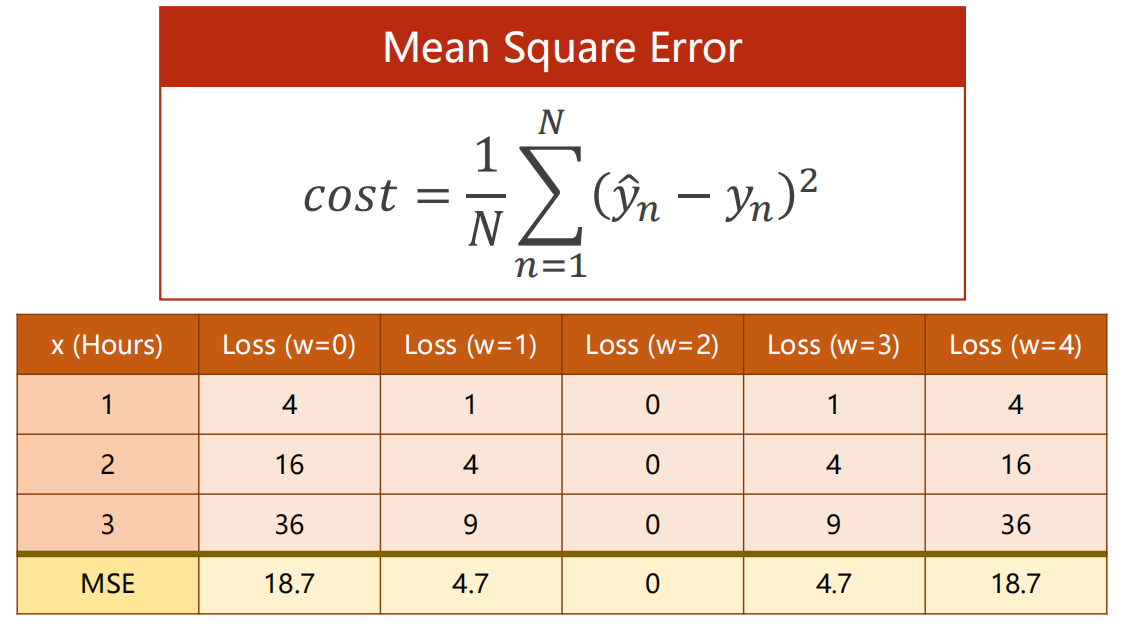 Mean Square Error
cost = \frac{1}{N} \sum_{n=1}^{N} (\hat{y}_n - y_n)^2
x (Hours) Loss (w=0) Loss (w=1) Loss (w=2) Loss (w=3) Loss (w=4)
1 4 1 0 1 4
2 16 4 0 4 16
3 36 9 0 9 36
MSE 18.7 4.7 0 4.7 18.7